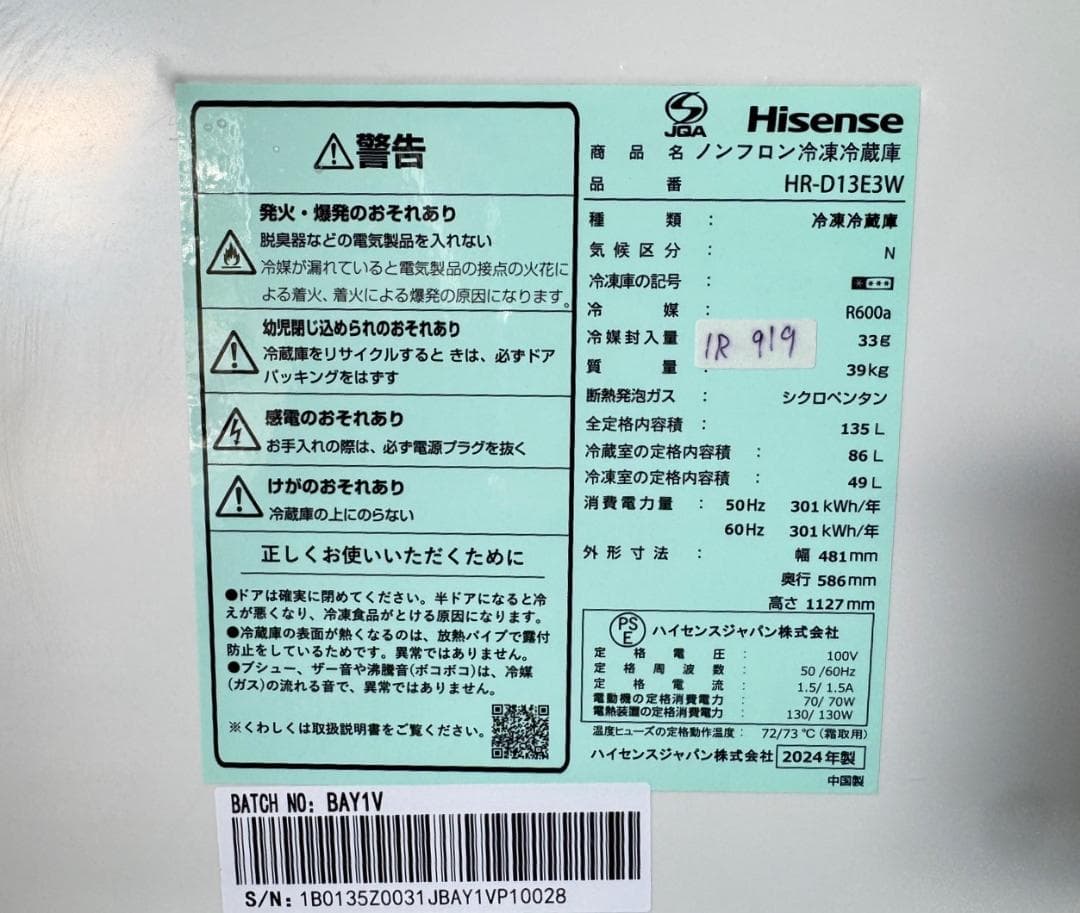 警告
発火・爆発のおそれあり
脱臭器などの電気製品を入れない
冷媒が漏れていると電気製品の接点の火花に
よる着火、着火による爆発の原因になります。
幼児閉じ込められのおそれあり
冷蔵庫をリサイクルするときは、必ずドア
パッキングをはずす
感電のおそれあり
お手入れの際は、必ず電源プラグを抜く
けがのおそれあり
冷蔵庫の上にのらない
正しくお使いいただくために
●ドアは確実に閉めてください。半ドアになると冷
えが悪くなり、冷凍食品がとける原因になります。
●冷蔵庫の表面が熱くなるのは、放熱パイプで露付
防止をしているためです。異常ではありません。
●ブシュー、ザー音や沸騰音(ボコボコ)は、冷媒
(ガス)の流れる音で、異常ではありません。
※くわしくは取扱説明書をご覧ください。
JQA Hisense
商品名 ノンフロン冷凍冷蔵庫
品番 HR-D13E3W
種類 : 冷凍冷蔵庫
気候区分 : N
冷凍庫の記号 : * ***
冷媒 : R600a
冷媒封入量 33g
1R 919
質量 : 39kg
断熱発泡ガス : シクロペンタン
全定格内容積 : 135 L
冷蔵室の定格内容積 : 86 L
冷凍室の定格内容積 : 49 L
消費電力量 : 50Hz 301 kWh/年
60Hz 301 kWh/年
外形寸法 : 幅 481mm
奥行 586mm
高さ 1127mm
PS
E
ハイセンスジャパン株式会社
定格電圧 : 100V
定格周波数 : 50 /60Hz
定格電流 : 1.5/ 1.5A
電動機の定格消費電力 : 70/ 70W
電熱装置の定格消費電力 : 130/ 130W
温度ヒューズの定格動作温度 : 72/73 ℃ (霜取用)
ハイセンスジャパン株式会社 2024年製
中国製
BATCH NO: BAY1V
S/N: 1B0135Z0031JBAY1VP10028